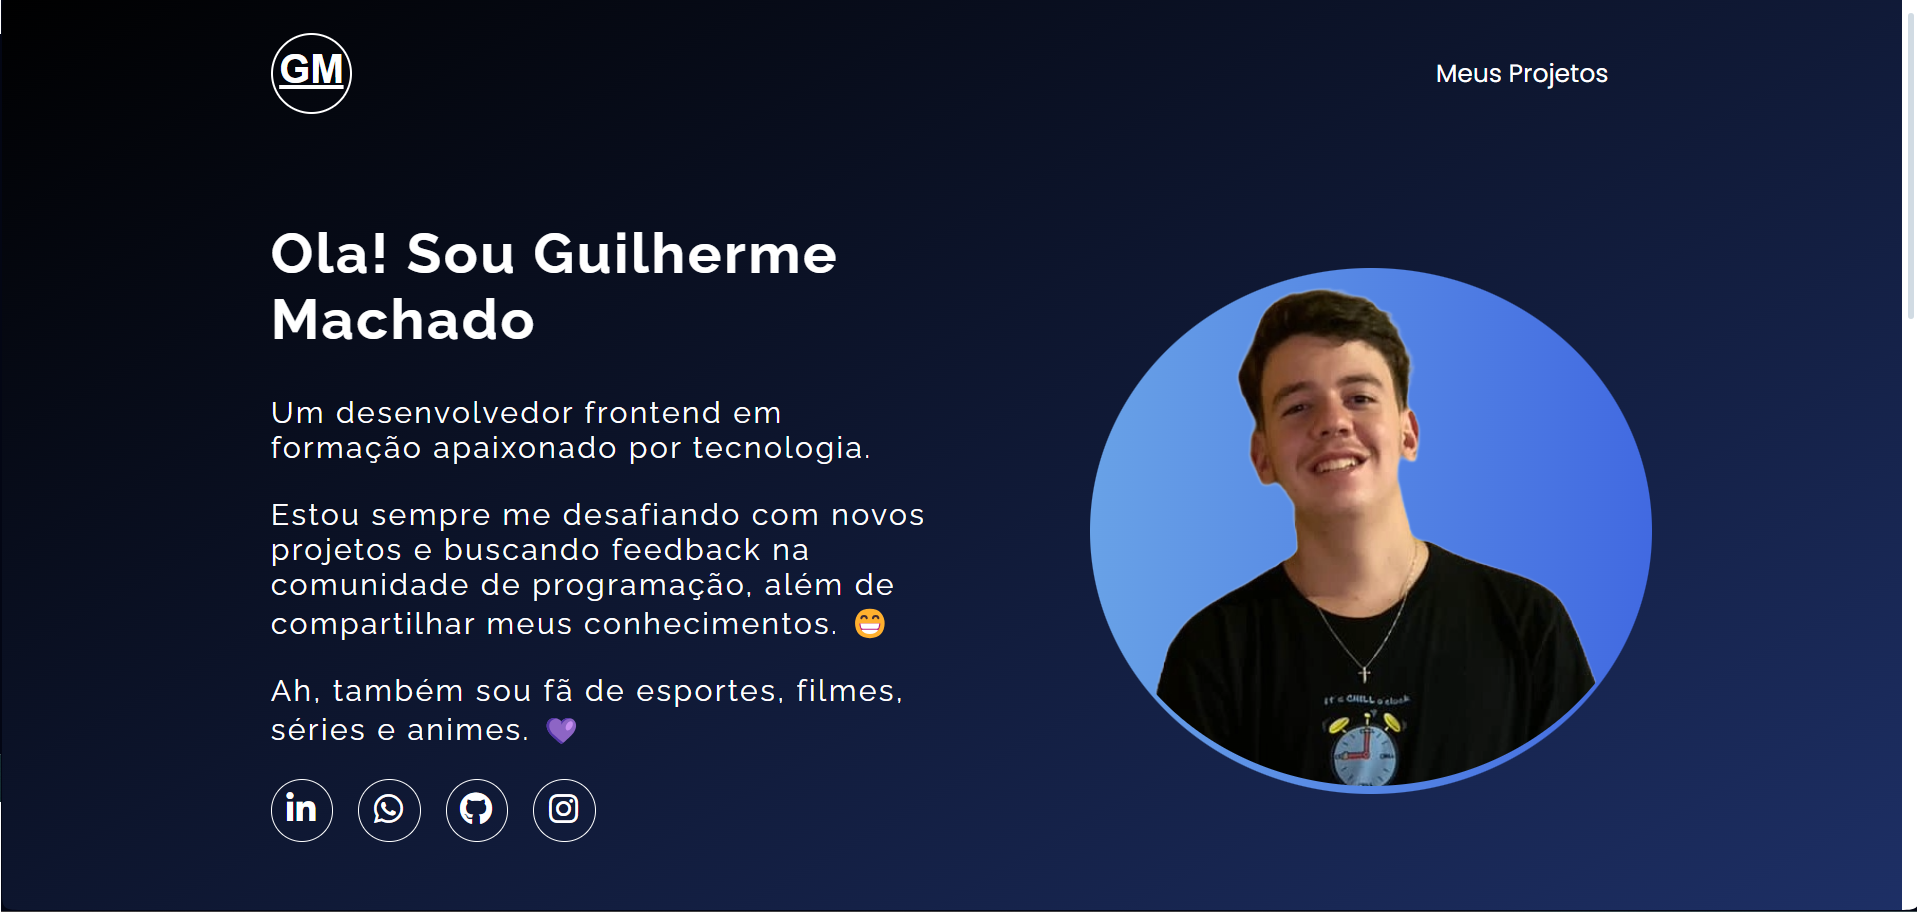 GM
Meus Projetos
Ola! Sou Guilherme
Machado
Um desenvolvedor frontend em
formação apaixonado por tecnologia.
Estou sempre me desafiando com novos
projetos e buscando feedback na
comunidade de programação, além de
compartilhar meus conhecimentos. 😁
Ah, também sou fã de esportes, filmes,
séries e animes. 💜
in
It's CHILL o'clock